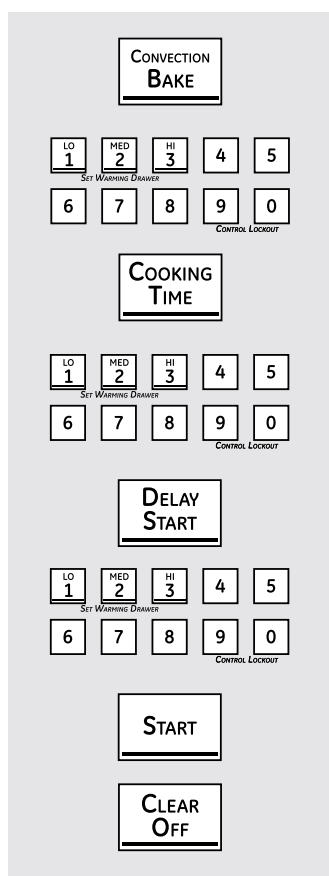 CONVECTION
BAKE
LO MED HI
1 2 3 4 5
SET WARMING DRAWER
6 7 8 9 0
CONTROL LOCKOUT
COOKING
TIME
LO MED HI
1 2 3 4 5
SET WARMING DRAWER
6 7 8 9 0
CONTROL LOCKOUT
DELAY
START
LO MED HI
1 2 3 4 5
SET WARMING DRAWER
6 7 8 9 0
CONTROL LOCKOUT
START
CLEAR
OFF